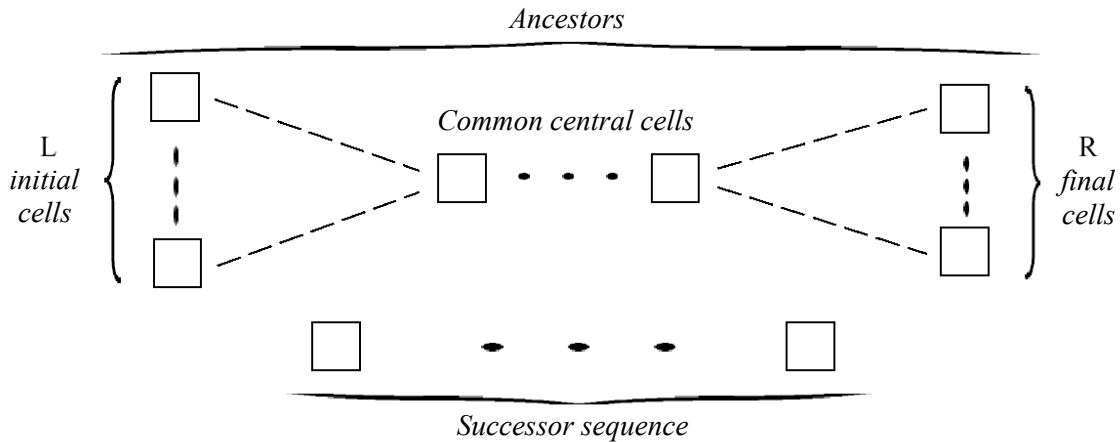 Ancestors
Common central cells
L
initial
cells
R
final
cells
Successor sequence